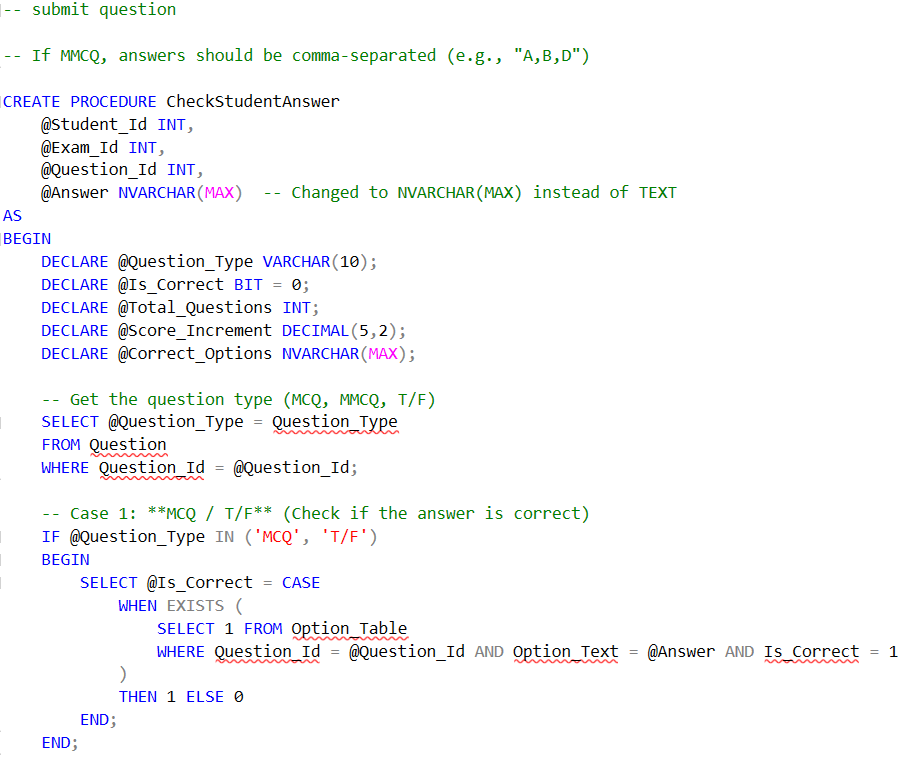 -- submit question
-- If MMCQ, answers should be comma-separated (e.g., "A,B,D")
CREATE PROCEDURE CheckStudentAnswer
    @Student_Id INT,
    @Exam_Id INT,
    @Question_Id INT,
    @Answer NVARCHAR(MAX)  -- Changed to NVARCHAR(MAX) instead of TEXT
AS
BEGIN
    DECLARE @Question_Type VARCHAR(10);
    DECLARE @Is_Correct BIT = 0;
    DECLARE @Total_Questions INT;
    DECLARE @Score_Increment DECIMAL(5,2);
    DECLARE @Correct_Options NVARCHAR(MAX);
    -- Get the question type (MCQ, MMCQ, T/F)
    SELECT @Question_Type = Question_Type
    FROM Question
    WHERE Question_Id = @Question_Id;
    -- Case 1: **MCQ / T/F** (Check if the answer is correct)
    IF @Question_Type IN ('MCQ', 'T/F')
    BEGIN
        SELECT @Is_Correct = CASE
            WHEN EXISTS (
                SELECT 1 FROM Option_Table
                WHERE Question_Id = @Question_Id AND Option_Text = @Answer AND Is_Correct = 1
            )
            THEN 1 ELSE 0
        END;
    END;